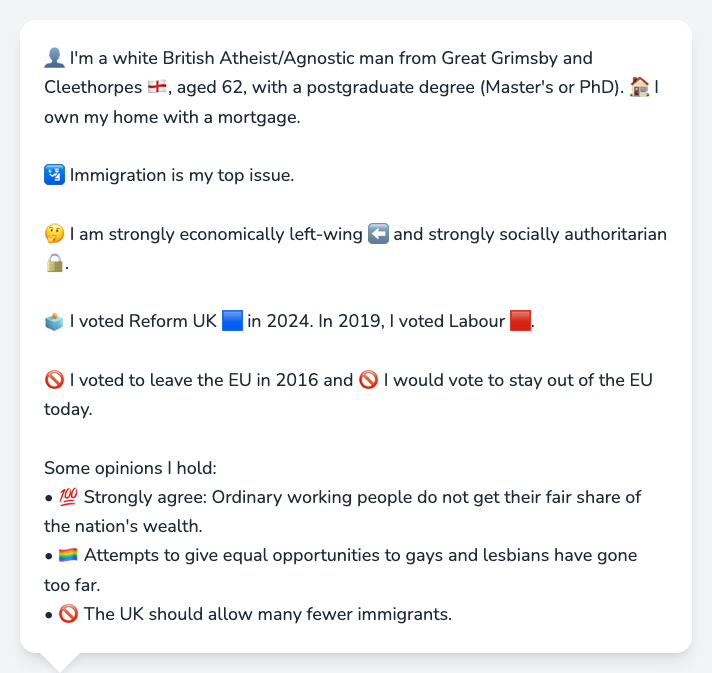 👤 I'm a white British Atheist/Agnostic man from Great Grimsby and
Cleethorpes 🏴󠁧󠁢󠁥󠁮󠁧󠁿, aged 62, with a postgraduate degree (Master's or PhD). 🏠 I
own my home with a mortgage.
🛂 Immigration is my top issue.
🤔 I am strongly economically left-wing ⬅️ and strongly socially authoritarian
🔒.
🗳️ I voted Reform UK 🟦 in 2024. In 2019, I voted Labour 🟥.
🚫 I voted to leave the EU in 2016 and 🚫 I would vote to stay out of the EU
today.
Some opinions I hold:
• 💯 Strongly agree: Ordinary working people do not get their fair share of
the nation's wealth.
• 🏳️‍🌈 Attempts to give equal opportunities to gays and lesbians have gone
too far.
• 🚫 The UK should allow many fewer immigrants.